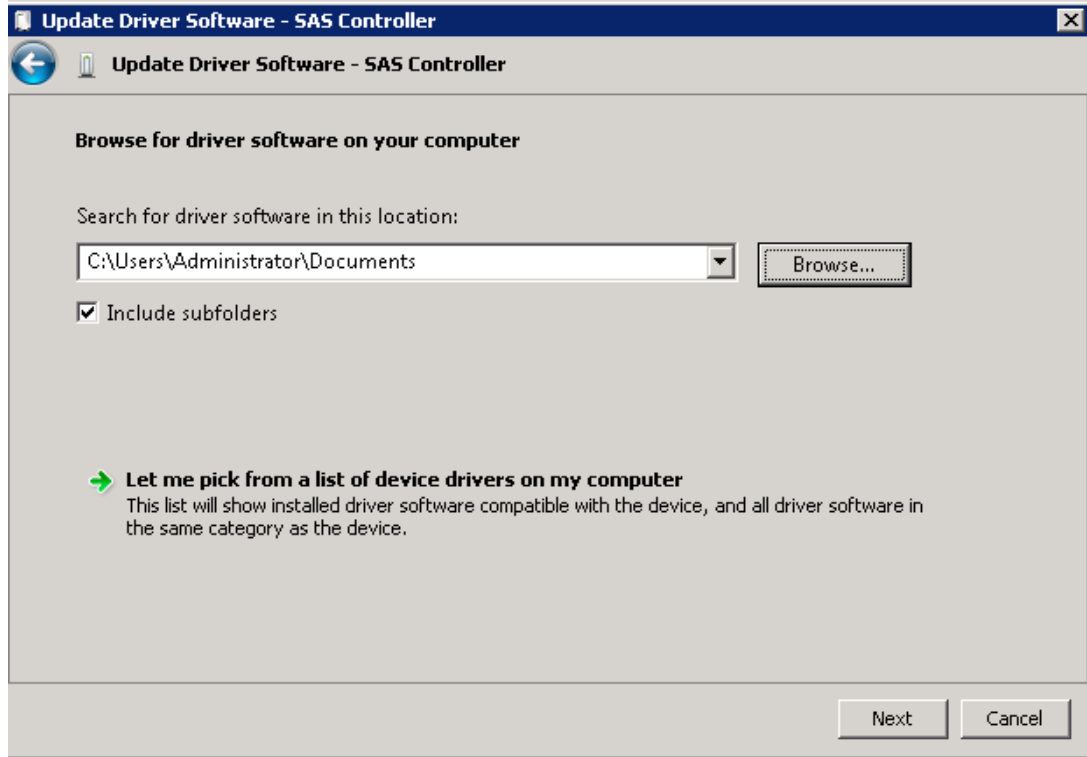 Update Driver Software - SAS Controller
Update Driver Software - SAS Controller
Browse for driver software on your computer
Search for driver software in this location:
C:\Users\Administrator\Documents
Browse...
Include subfolders
Let me pick from a list of device drivers on my computer
This list will show installed driver software compatible with the device, and all driver software in
the same category as the device.
Next
Cancel